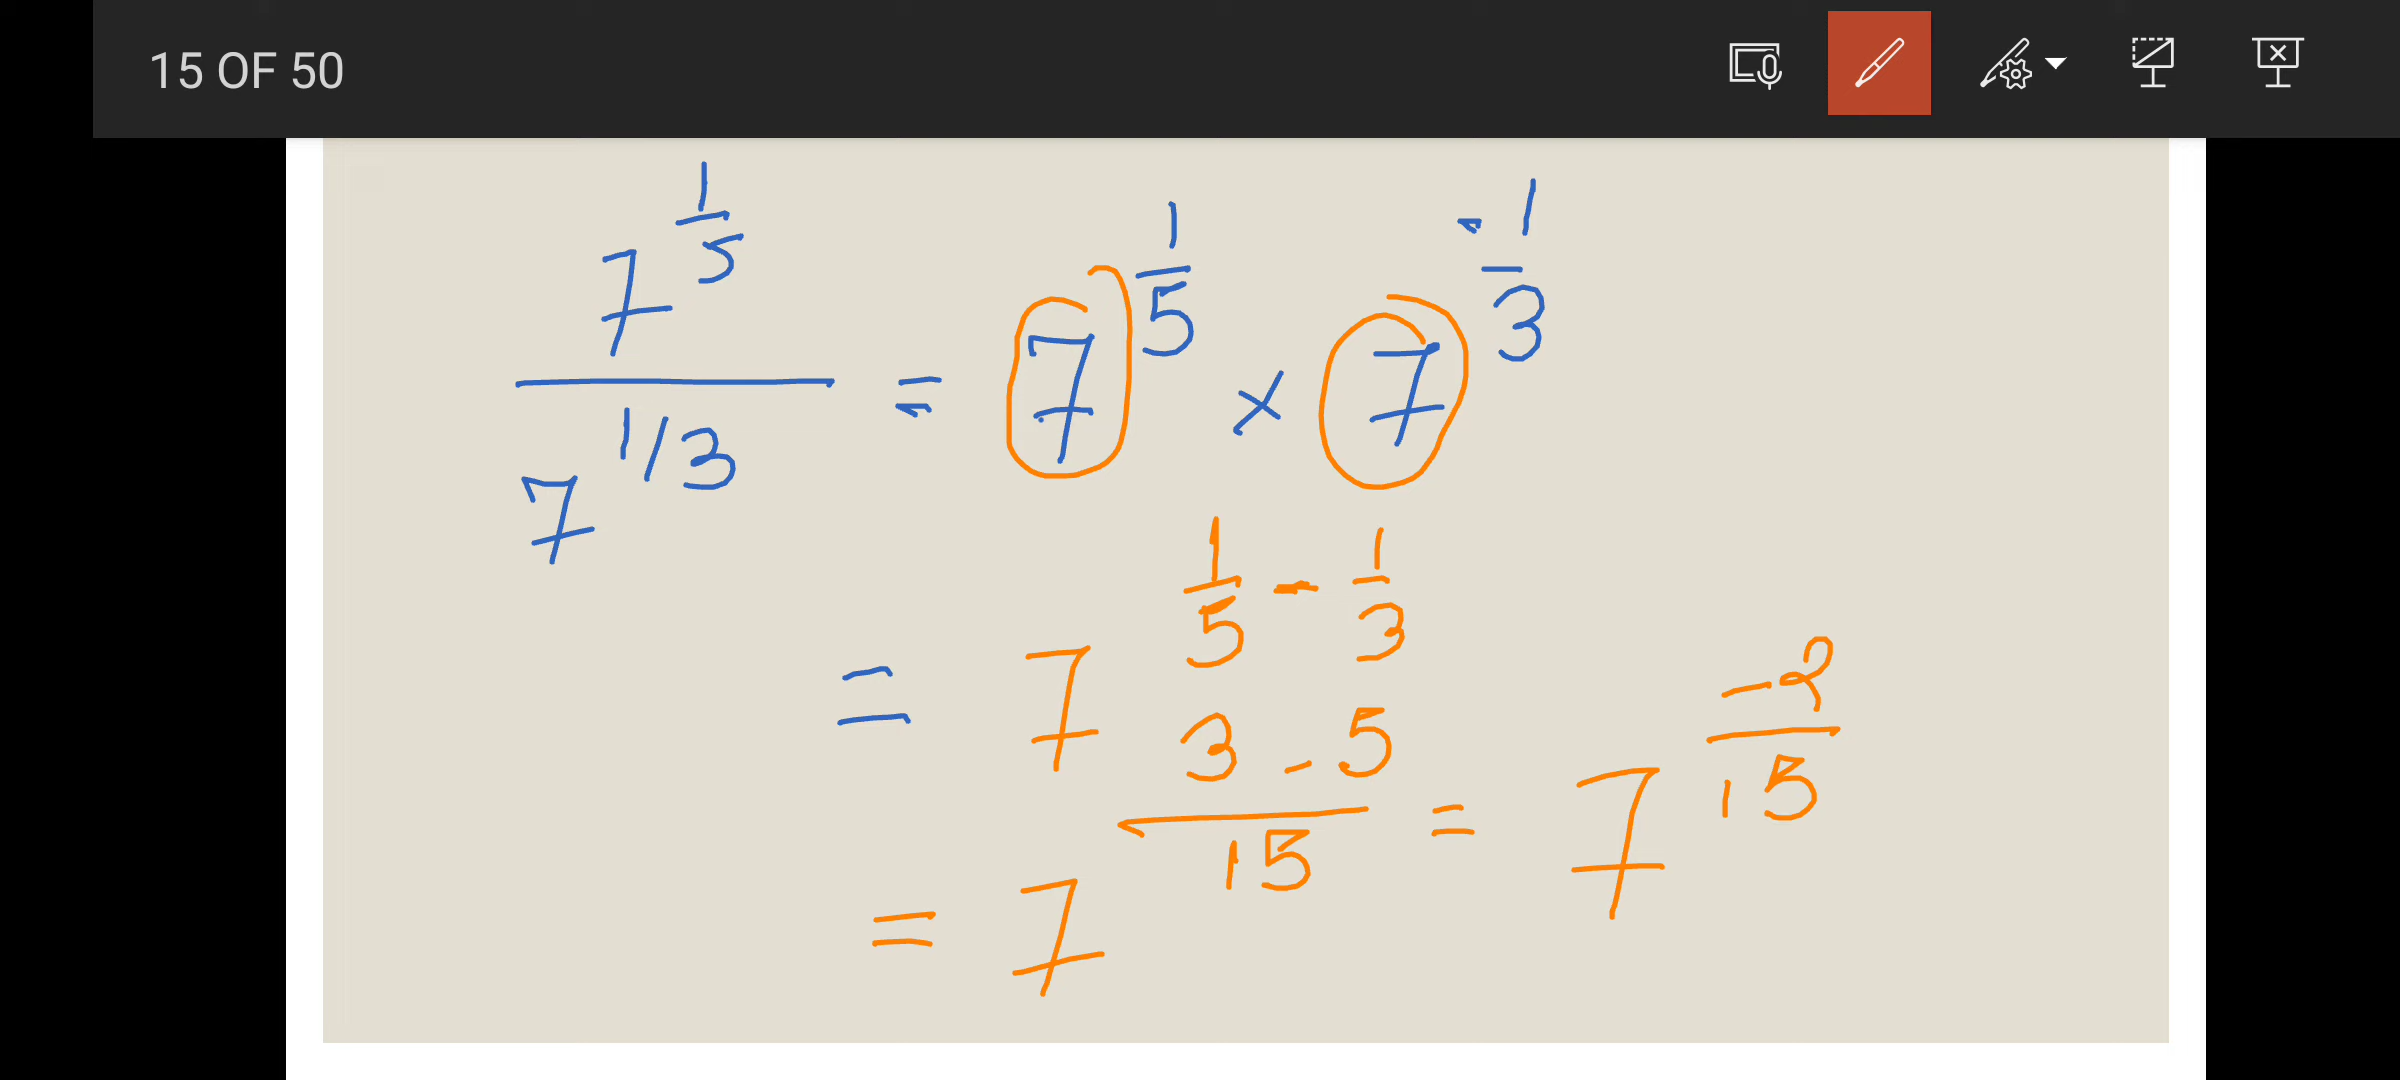 15 OF 50
7^(1/5) / 7^(1/3) = 7^(1/5) × 7^(-1/3)
= 7^(1/5 - 1/3)
= 7^((3 - 5)/15) = 7^(-2/15)